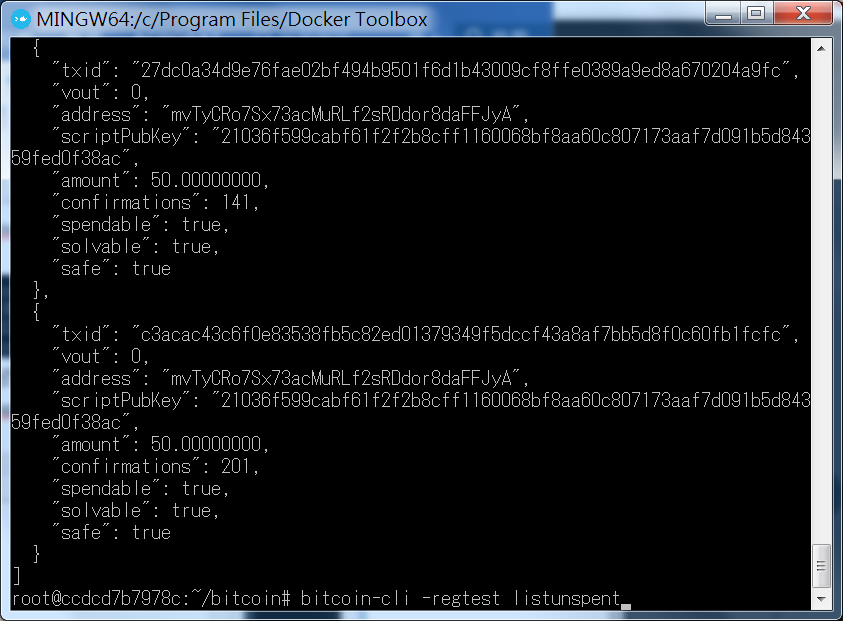 MINGW64:/c/Program Files/Docker Toolbox
{
"txid": "27dc0a34d9e76fae02bf494b9501f6d1b43009cf8ffe0389a9ed8a670204a9fc",
"vout": 0,
"address": "mvTyCRo7Sx73acMuRLf2sRDdor8daFFJyA",
"scriptPubKey": "21036f599cabf61f2f2b8cff1160068bf8aa60c807173aaf7d091b5d843
59fed0f38ac",
"amount": 50.00000000,
"confirmations": 141,
"spendable": true,
"solvable": true,
"safe": true
},
{
"txid": "c3acac43c6f0e83538fb5c82ed01379349f5dccf43a8af7bb5d8f0c60fb1fcfc",
"vout": 0,
"address": "mvTyCRo7Sx73acMuRLf2sRDdor8daFFJyA",
"scriptPubKey": "21036f599cabf61f2f2b8cff1160068bf8aa60c807173aaf7d091b5d843
59fed0f38ac",
"amount": 50.00000000,
"confirmations": 201,
"spendable": true,
"solvable": true,
"safe": true
}
]
root@ccdcd7b7978c:~/bitcoin# bitcoin-cli -regtest listunspent